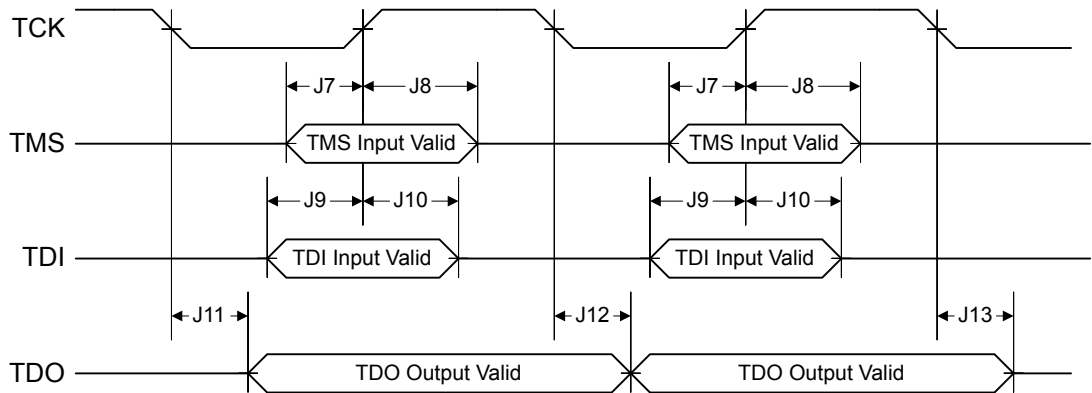 TCK
J7 J8 J7 J8
TMS TMS Input Valid TMS Input Valid
J9 J10 J9 J10
TDI TDI Input Valid TDI Input Valid
J11 J12 J13
TDO TDO Output Valid TDO Output Valid